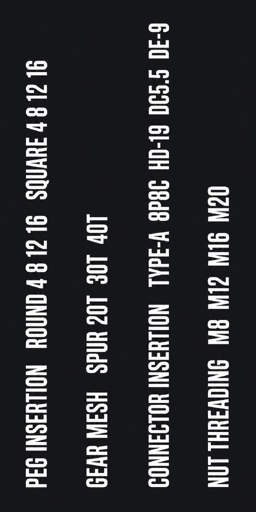 PEG INSERTION ROUND 4 8 12 16 SQUARE 4 8 12 16
GEAR MESH SPUR 20T 30T 40T
CONNECTOR INSERTION TYPE-A 8P8C HD-19 DC5.5 DE-9
NUT THREADING M8 M12 M16 M20